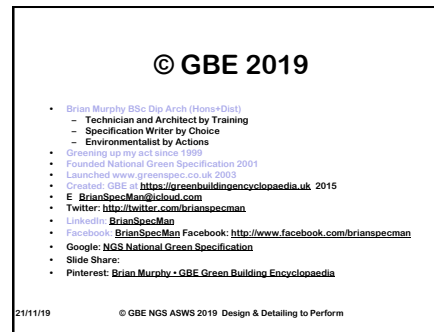 © GBE 2019
• Brian Murphy BSc Dip Arch (Hons+Dist)
– Technician and Architect by Training
– Specification Writer by Choice
– Environmentalist by Actions
• Greening up my act since 1999
• Founded National Green Specification 2001
• Launched www.greenspec.co.uk 2003
• Created: GBE at https://greenbuildingencyclopaedia.uk 2015
• E BrianSpecMan@icloud.com
• Twitter: http://twitter.com/brianspecman
• LinkedIn: BrianSpecMan
• Facebook: BrianSpecMan Facebook: http://www.facebook.com/brianspecman
• Google: NGS National Green Specification
• Slide Share:
• Pinterest: Brian Murphy • GBE Green Building Encyclopaedia
21/11/19 © GBE NGS ASWS 2019 Design & Detailing to Perform